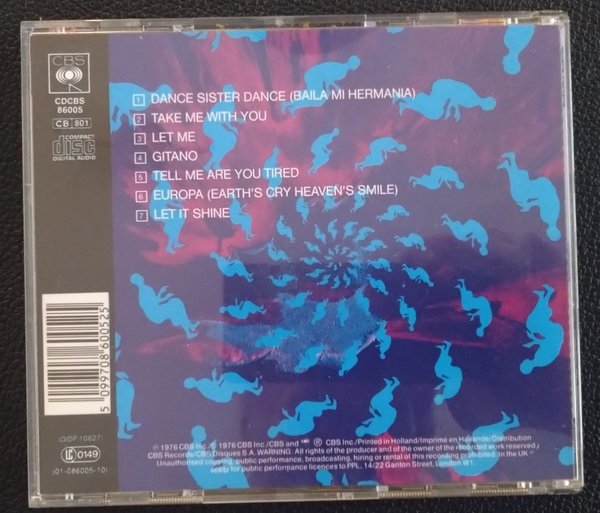 CBS
CDCBS
86005
CB 801
COMPACT
disc
DIGITAL AUDIO
1 DANCE SISTER DANCE (BAILA MI HERMANIA)
2 TAKE ME WITH YOU
3 LET ME
4 GITANO
5 TELL ME ARE YOU TIRED
6 EUROPA (EARTH'S CRY HEAVEN'S SMILE)
7 LET IT SHINE
5 099708 600525
(DIDP 10827)
LC 0149
(01-086005-10)
℗ 1976 CBS Inc./© 1976 CBS Inc./CBS and ® CBS Inc./Printed in Holland/Imprimé en Hollande/Distribution
CBS Records/CBS Disques S.A. WARNING: All rights of the producer and of the owner of the recorded work reserved.
Unauthorised copying, public performance, broadcasting, hiring or rental of this recording prohibited. In the UK
apply for public performance licences to PPL, 14/22 Ganton Street, London W1.